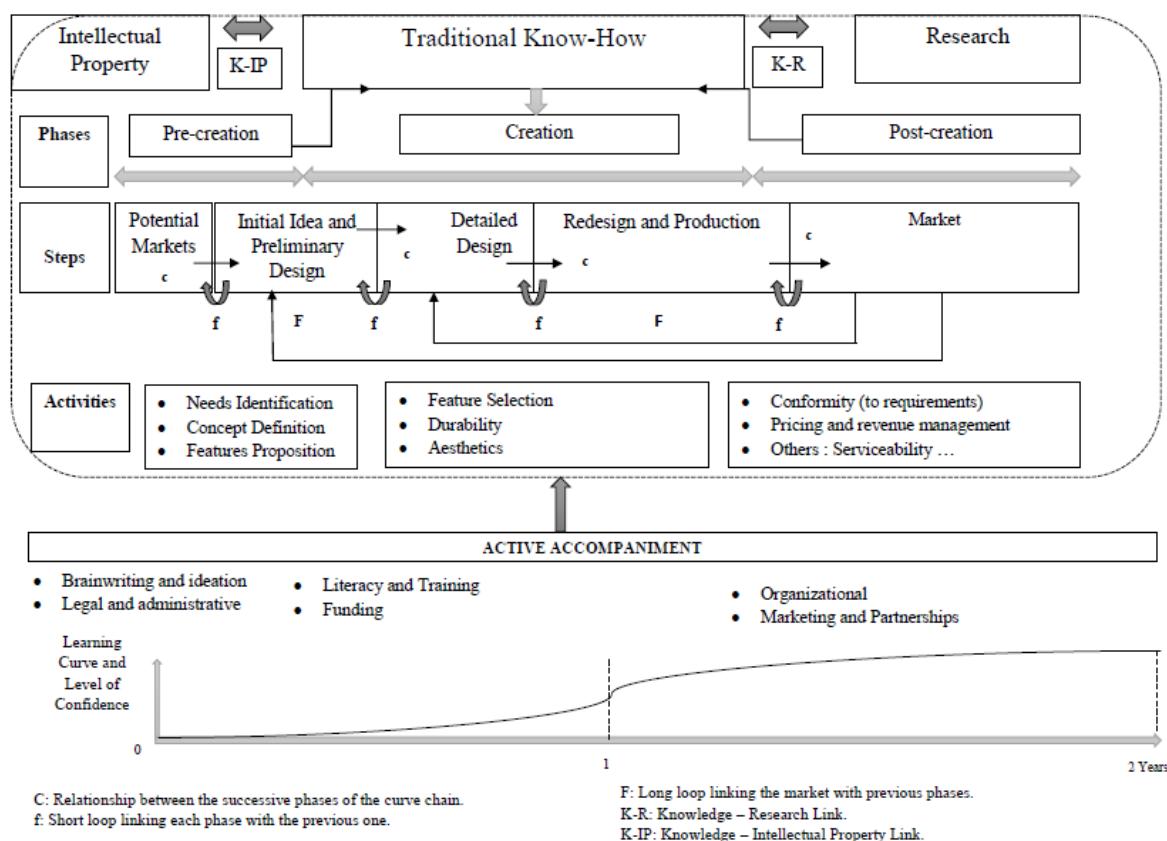 Intellectual
Property
K-IP
Traditional Know-How
K-R
Research
Phases
Pre-creation
Creation
Post-creation
Steps
Potential
Markets
c
Initial Idea and
Preliminary
Design
c
Detailed
Design
c
Redesign and Production
c
Market
f
F
f
f
F
f
Activities
• Needs Identification
• Concept Definition
• Features Proposition
• Feature Selection
• Durability
• Aesthetics
• Conformity (to requirements)
• Pricing and revenue management
• Others : Serviceability …
ACTIVE ACCOMPANIMENT
• Brainwriting and ideation
• Legal and administrative
• Literacy and Training
• Funding
• Organizational
• Marketing and Partnerships
Learning
Curve and
Level of
Confidence
0
1
2 Years
C: Relationship between the successive phases of the curve chain.
f: Short loop linking each phase with the previous one.
F: Long loop linking the market with previous phases.
K-R: Knowledge – Research Link.
K-IP: Knowledge – Intellectual Property Link.